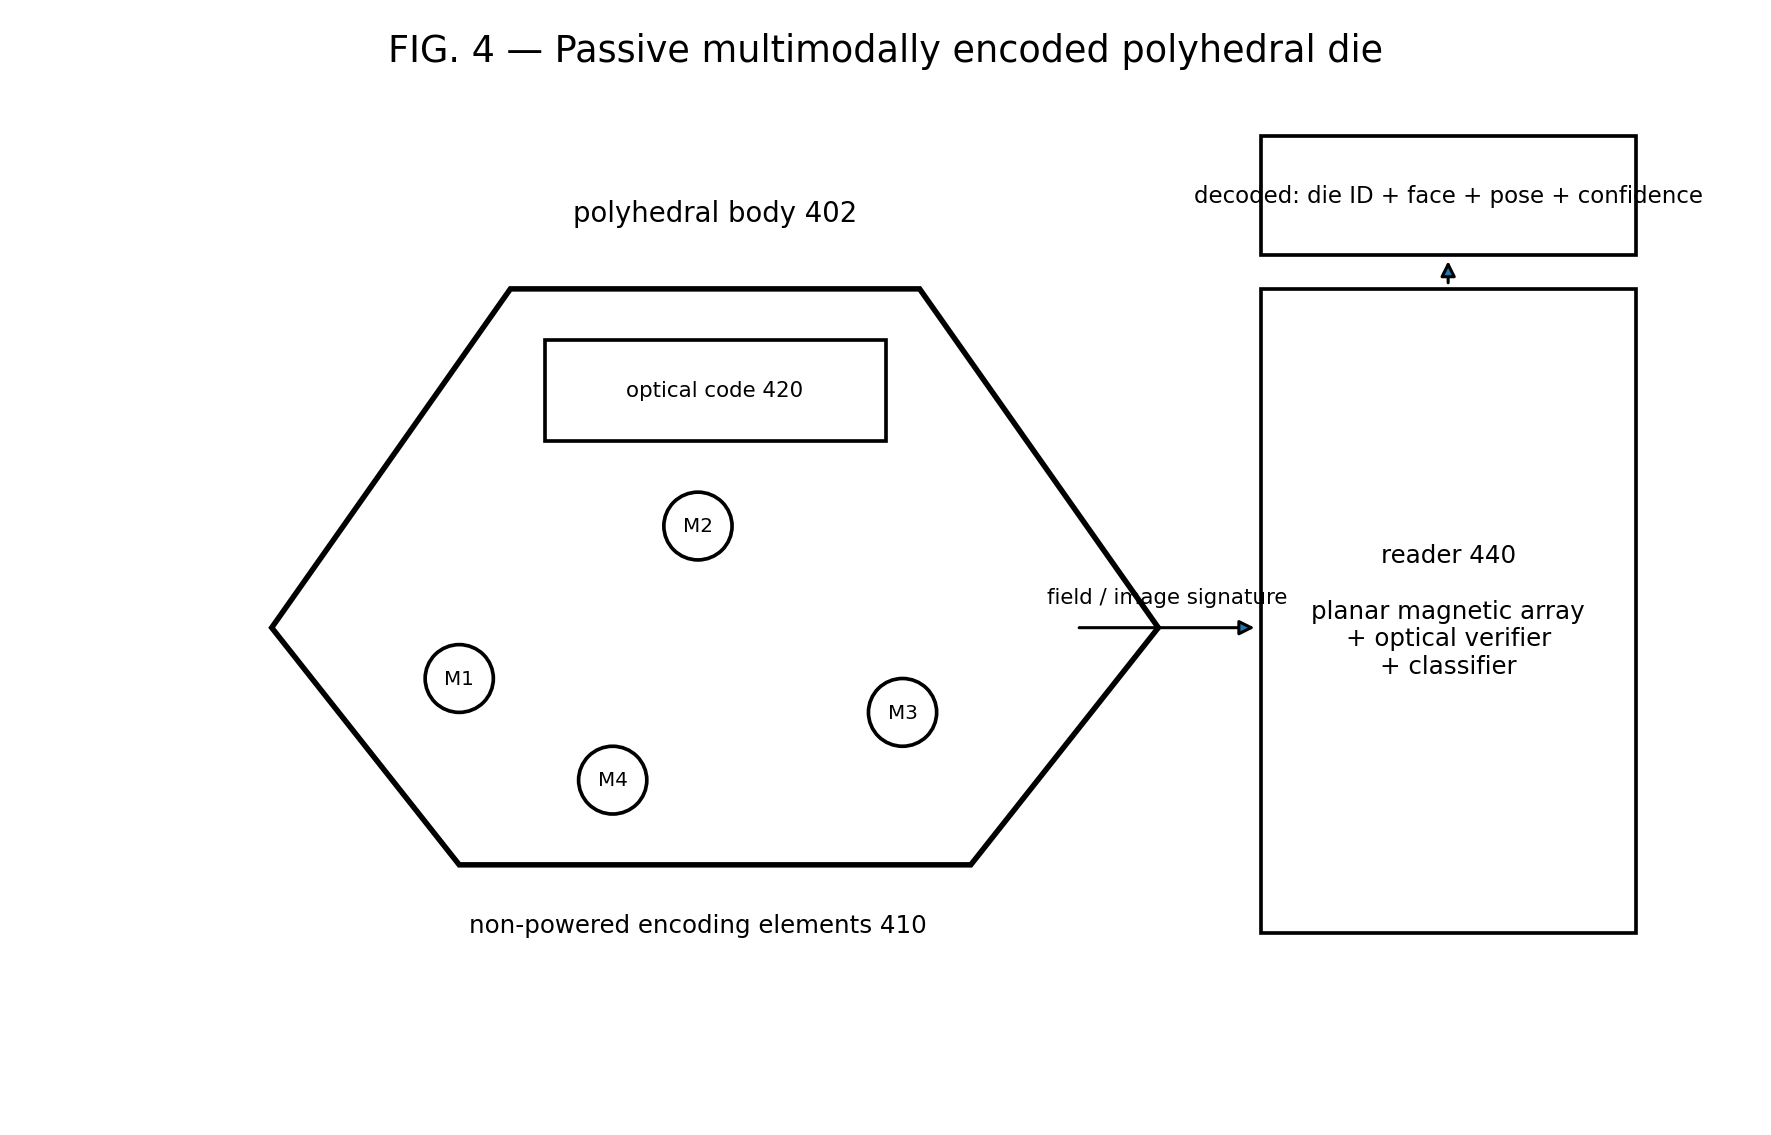 FIG. 4 — Passive multimodally encoded polyhedral die
decoded: die ID + face + pose + confidence
polyhedral body 402
optical code 420
M2
field / image signature
reader 440
planar magnetic array
+ optical verifier
+ classifier
M1
M3
M4
non-powered encoding elements 410